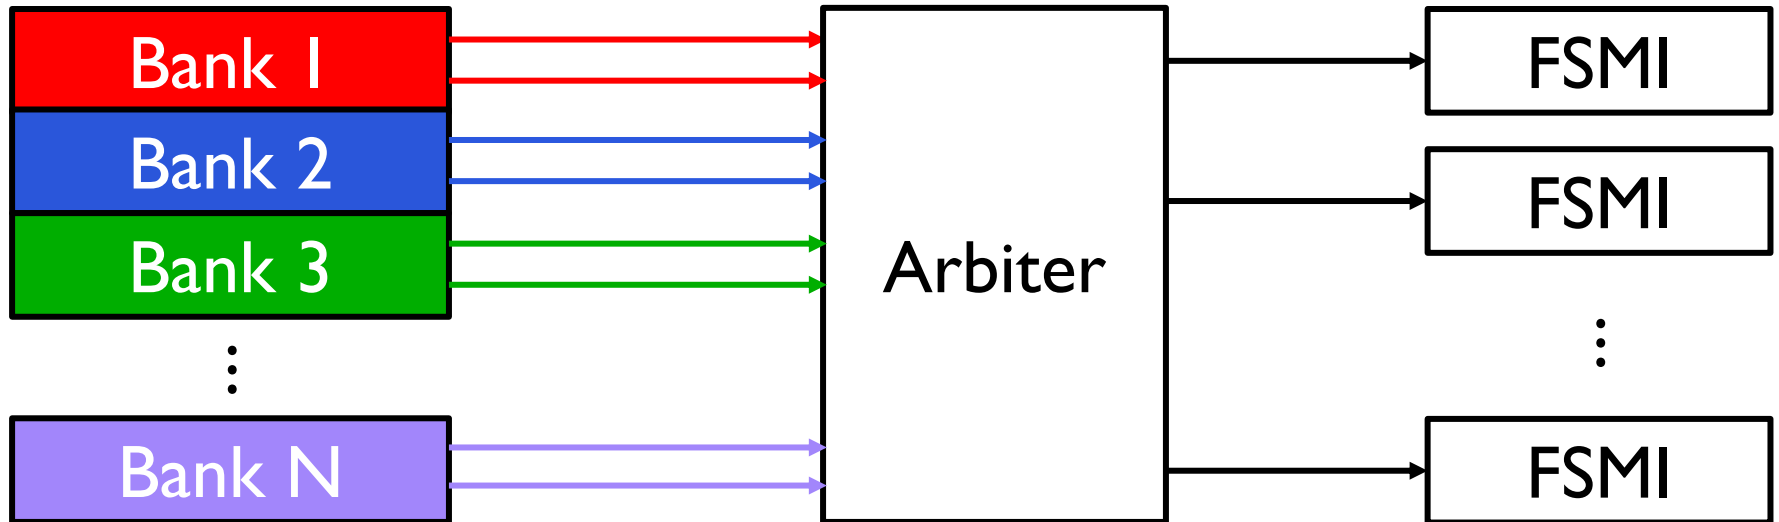 Bank 1
Bank 2
Bank 3
Bank N
Arbiter
FSMI
FSMI
FSMI